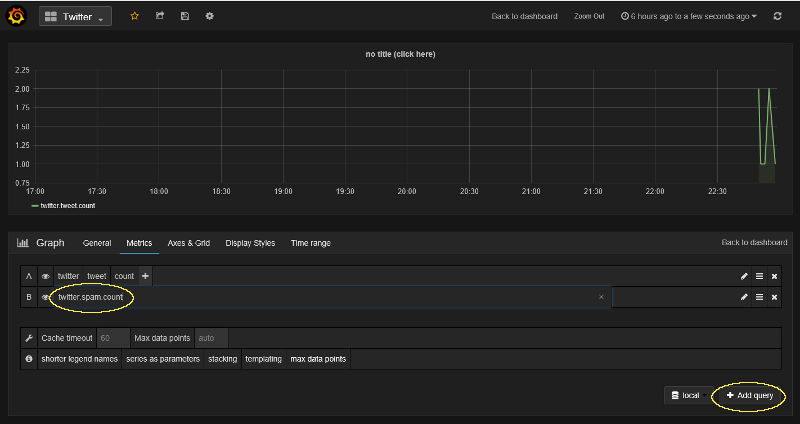 Twitter
Back to dashboard Zoom Out 6 hours ago to a few seconds ago
no title (click here)
2.25
2.00
1.75
1.50
1.25
1.00
0.75
17:00 17:30 18:00 18:30 19:00 19:30 20:00 20:30 21:00 21:30 22:00 22:30
twitter.tweet.count
Graph General Metrics Axes & Grid Display Styles Time range Back to dashboard
A twitter tweet count +
B twitter.spam.count ×
Cache timeout 60 Max data points auto
shorter legend names series as parameters stacking templating max data points
local + Add query